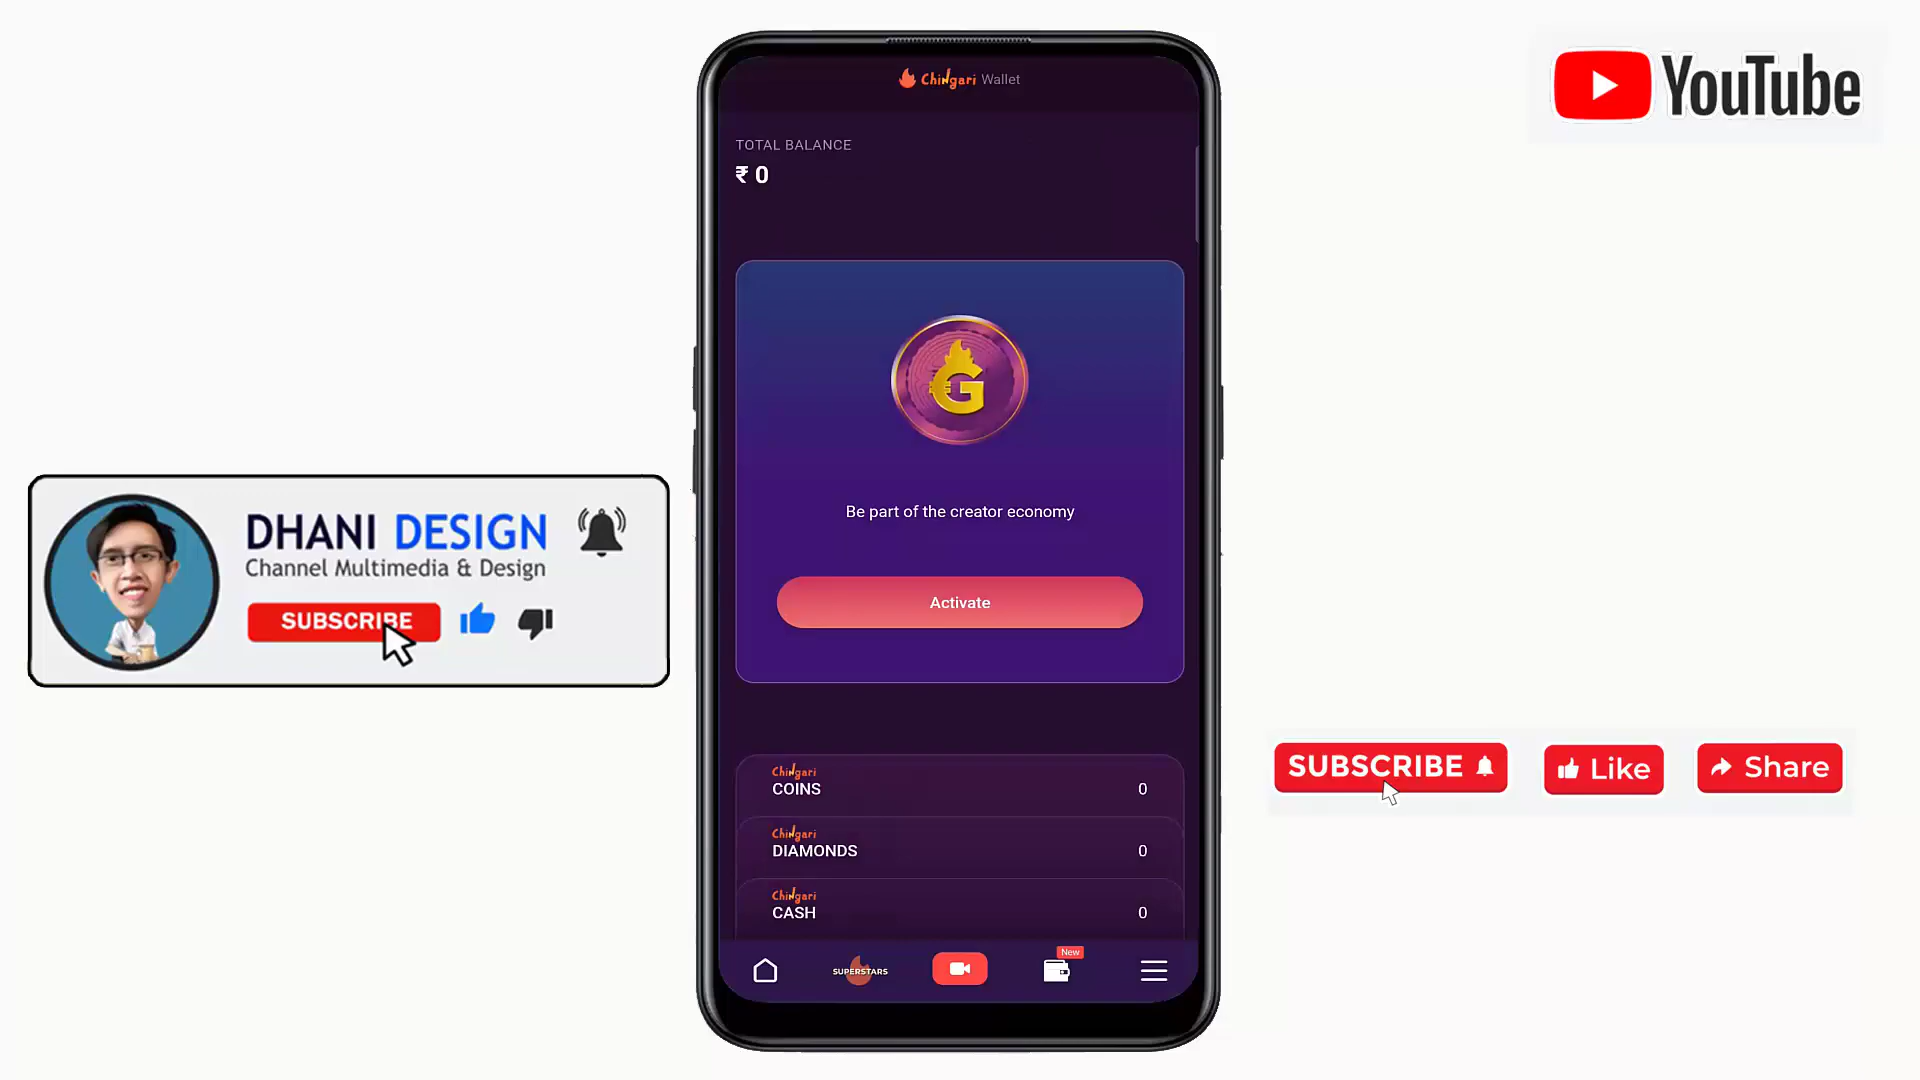 Chingari Wallet
YouTube
TOTAL BALANCE
₹ 0
G
Be part of the creator economy
Activate
DHANI DESIGN
Channel Multimedia & Design
SUBSCRIBE
Chingari
COINS 0
Chingari
DIAMONDS 0
Chingari
CASH 0
SUBSCRIBE
Like
Share
SUPERSTARS
New